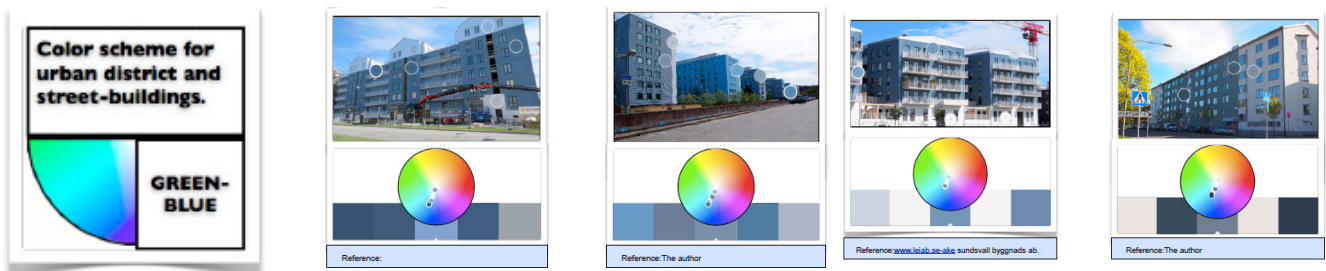 Color scheme for
urban district and
street-buildings.
GREEN-
BLUE
Reference:
Reference:The author
Reference:www.leiab.se-ake sundsvall byggnads ab.
Reference:The author